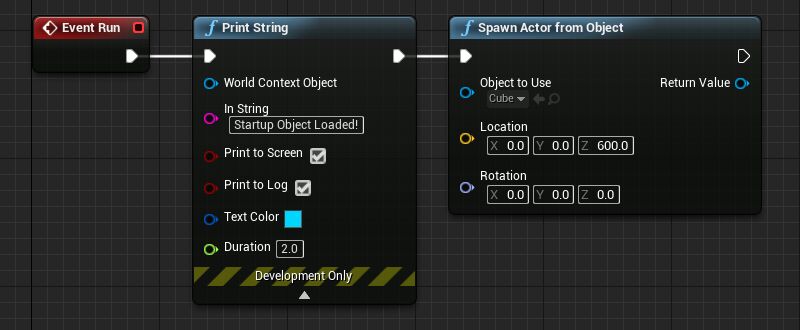 Event Run
Print String
World Context Object
In String
Startup Object Loaded!
Print to Screen
Print to Log
Text Color
Duration 2.0
Development Only
Spawn Actor from Object
Object to Use
Cube
Return Value
Location
X 0.0 Y 0.0 Z 600.0
Rotation
X 0.0 Y 0.0 Z 0.0